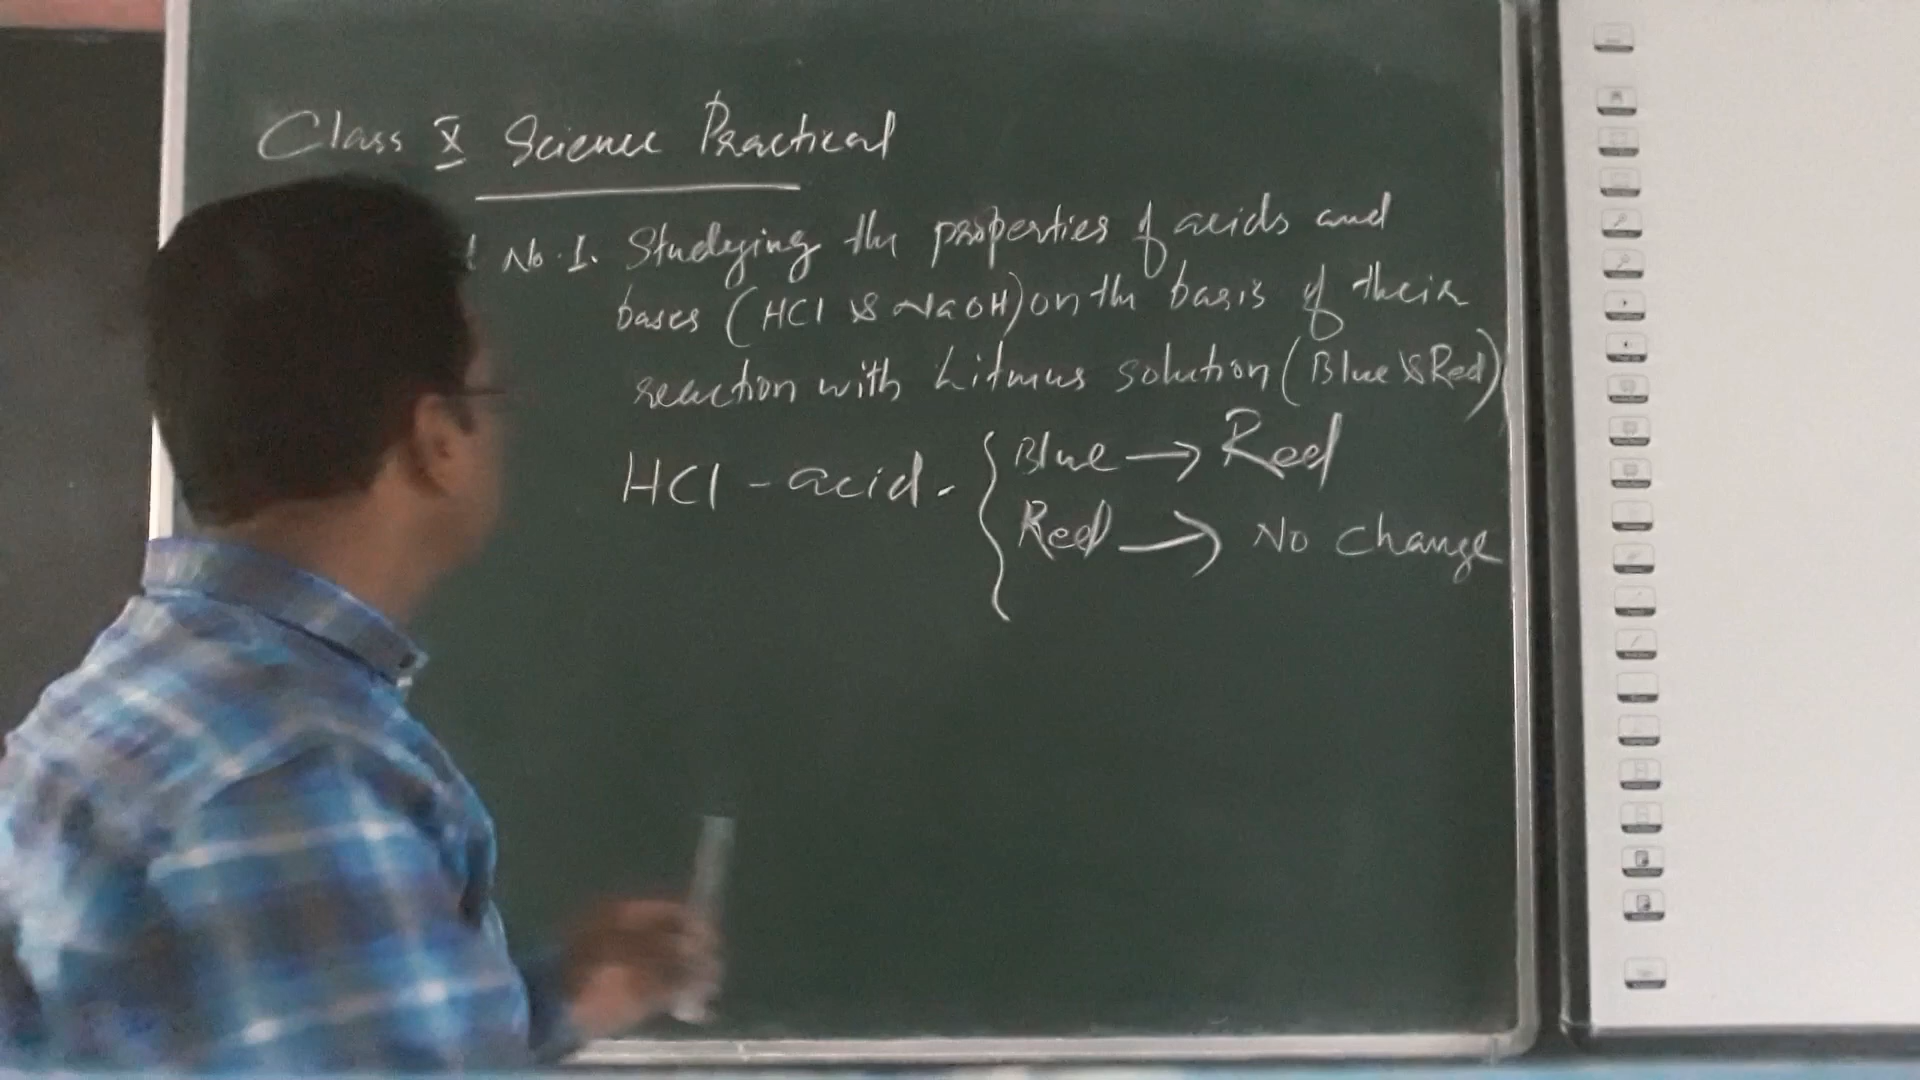 Class X Science Practical
No. I. Studying the properties of acids and
bases (HCl & NaOH) on the basis of their
reaction with Litmus solution (Blue & Red)
HCl - acid - { Blue → Red
Red → No change